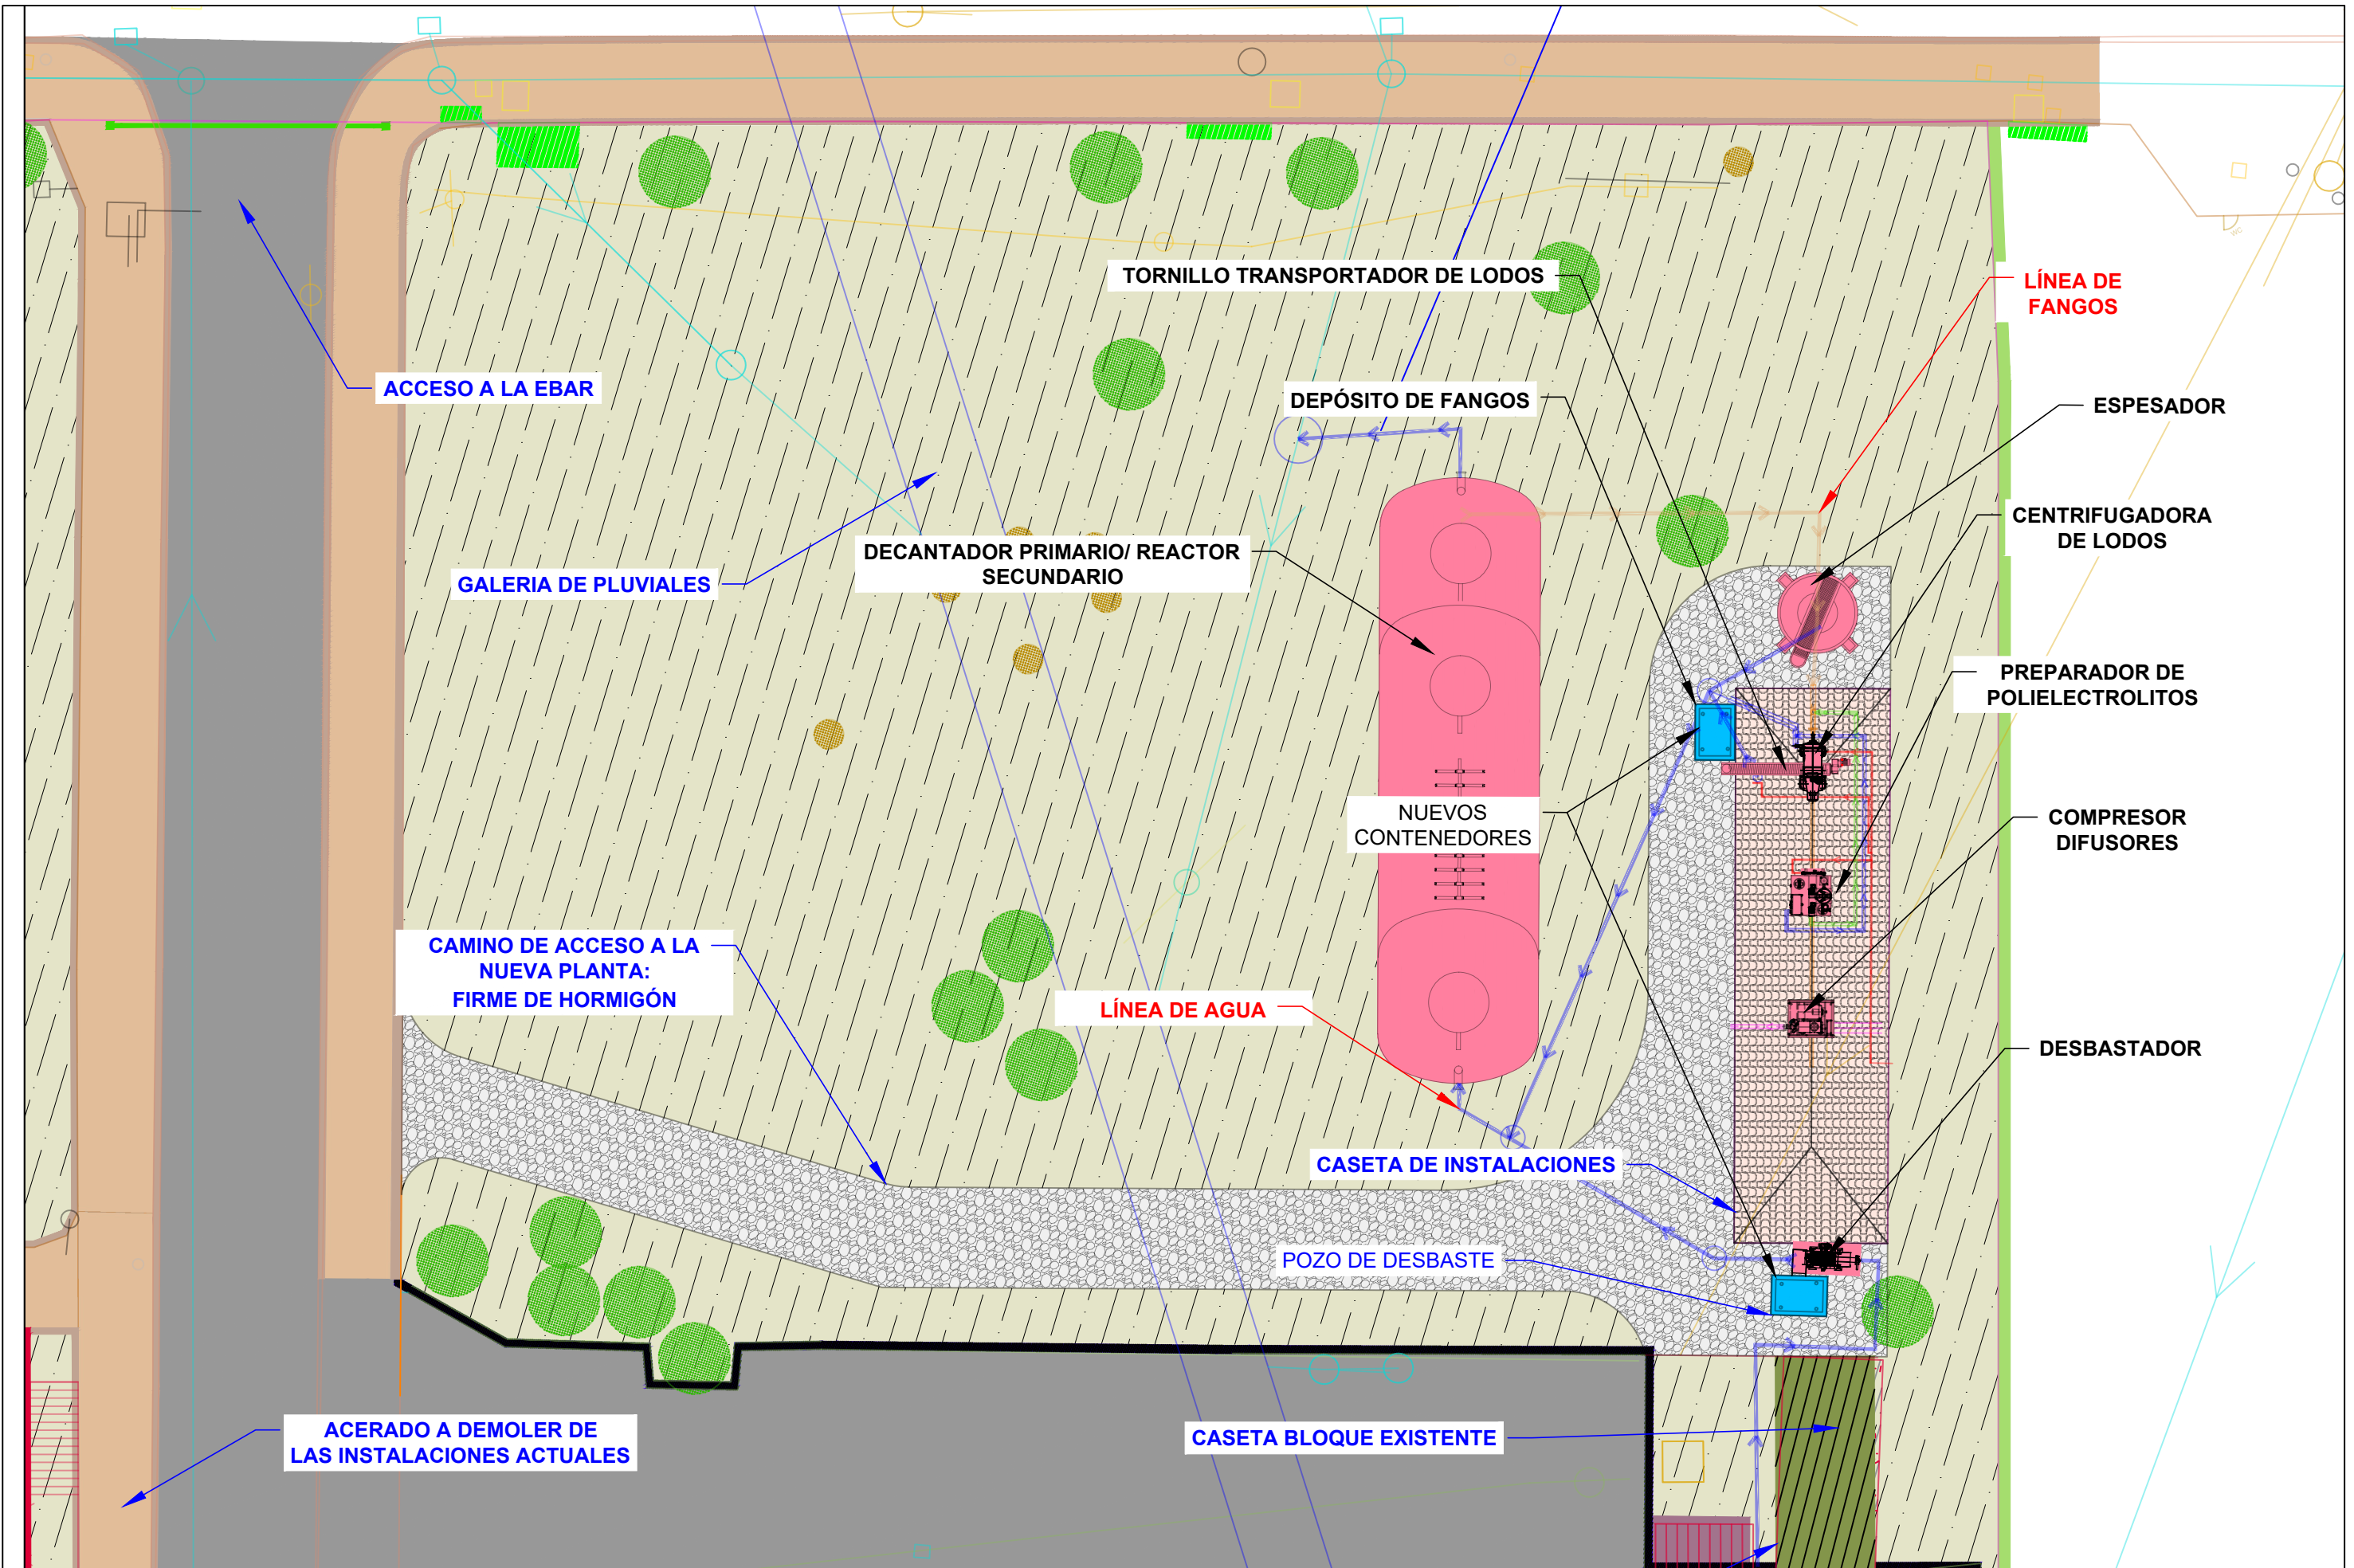 TORNILLO TRANSPORTADOR DE LODOS
LÍNEA DE
FANGOS
ACCESO A LA EBAR
DEPÓSITO DE FANGOS
ESPESADOR
CENTRIFUGADORA
DE LODOS
DECANTADOR PRIMARIO/ REACTOR
SECUNDARIO
GALERIA DE PLUVIALES
PREPARADOR DE
POLIELECTROLITOS
NUEVOS
CONTENEDORES
COMPRESOR
DIFUSORES
CAMINO DE ACCESO A LA
NUEVA PLANTA:
FIRME DE HORMIGÓN
LÍNEA DE AGUA
DESBASTADOR
CASETA DE INSTALACIONES
POZO DE DESBASTE
ACERADO A DEMOLER DE
LAS INSTALACIONES ACTUALES
CASETA BLOQUE EXISTENTE